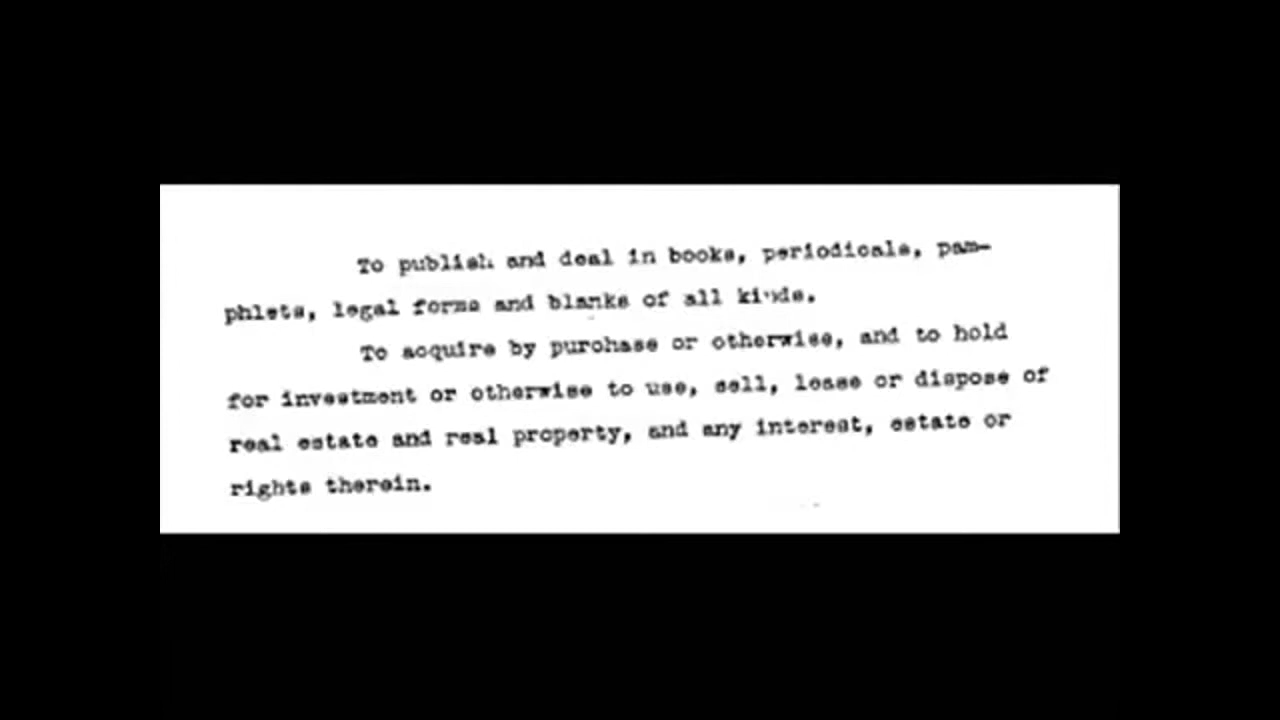 To publish and deal in books, periodicals, pam-
phlets, legal forms and blanks of all kinds.
To acquire by purchase or otherwise, and to hold
for investment or otherwise to use, sell, lease or dispose of
real estate and real property, and any interest, estate or
rights therein.